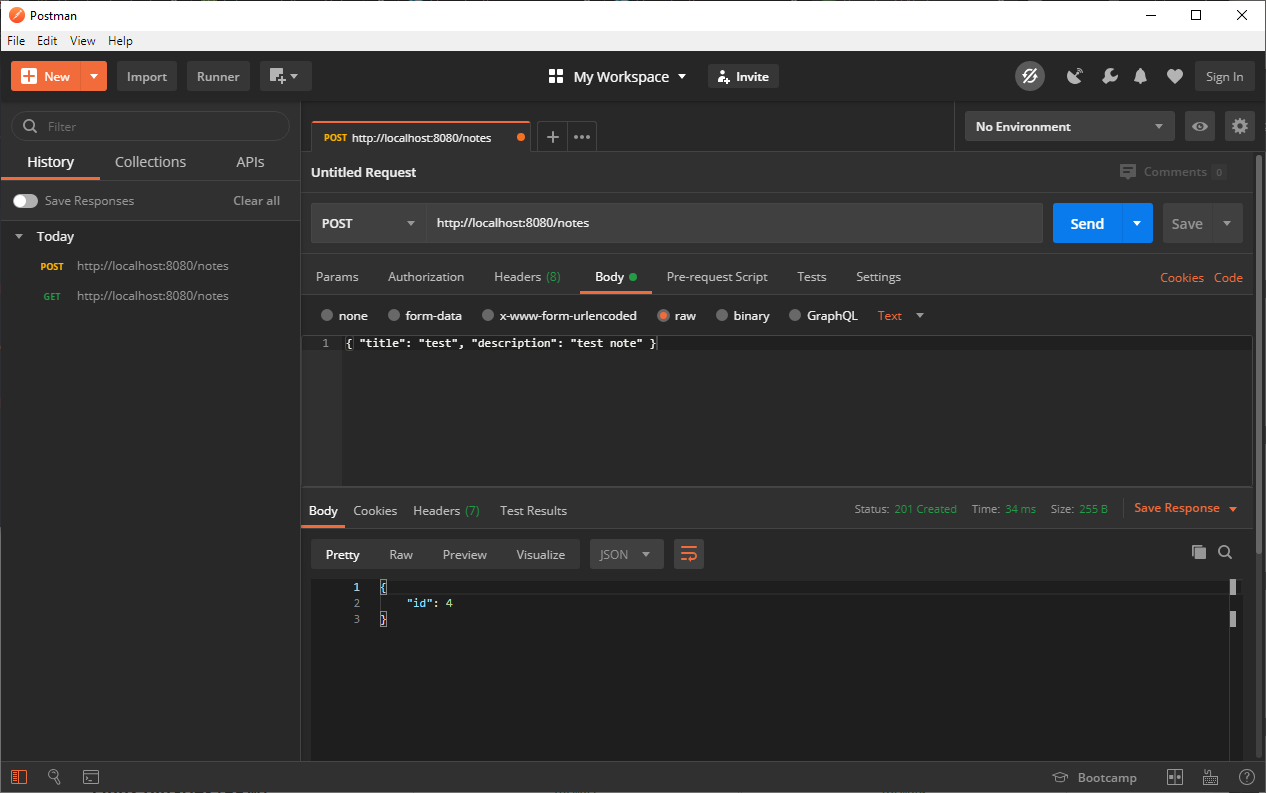 Postman
File Edit View Help
New Import Runner My Workspace Invite Sign In
Filter
History Collections APIs
Save Responses Clear all
Today
POST http://localhost:8080/notes
GET http://localhost:8080/notes
POST http://localhost:8080/notes
No Environment
Untitled Request
Comments 0
POST http://localhost:8080/notes Send Save
Params Authorization Headers (8) Body Pre-request Script Tests Settings Cookies Code
none form-data x-www-form-urlencoded raw binary GraphQL Text
1 { "title": "test", "description": "test note" }
Body Cookies Headers (7) Test Results Status: 201 Created Time: 34 ms Size: 255 B Save Response
Pretty Raw Preview Visualize JSON
1 {
2 "id": 4
3 }
Bootcamp